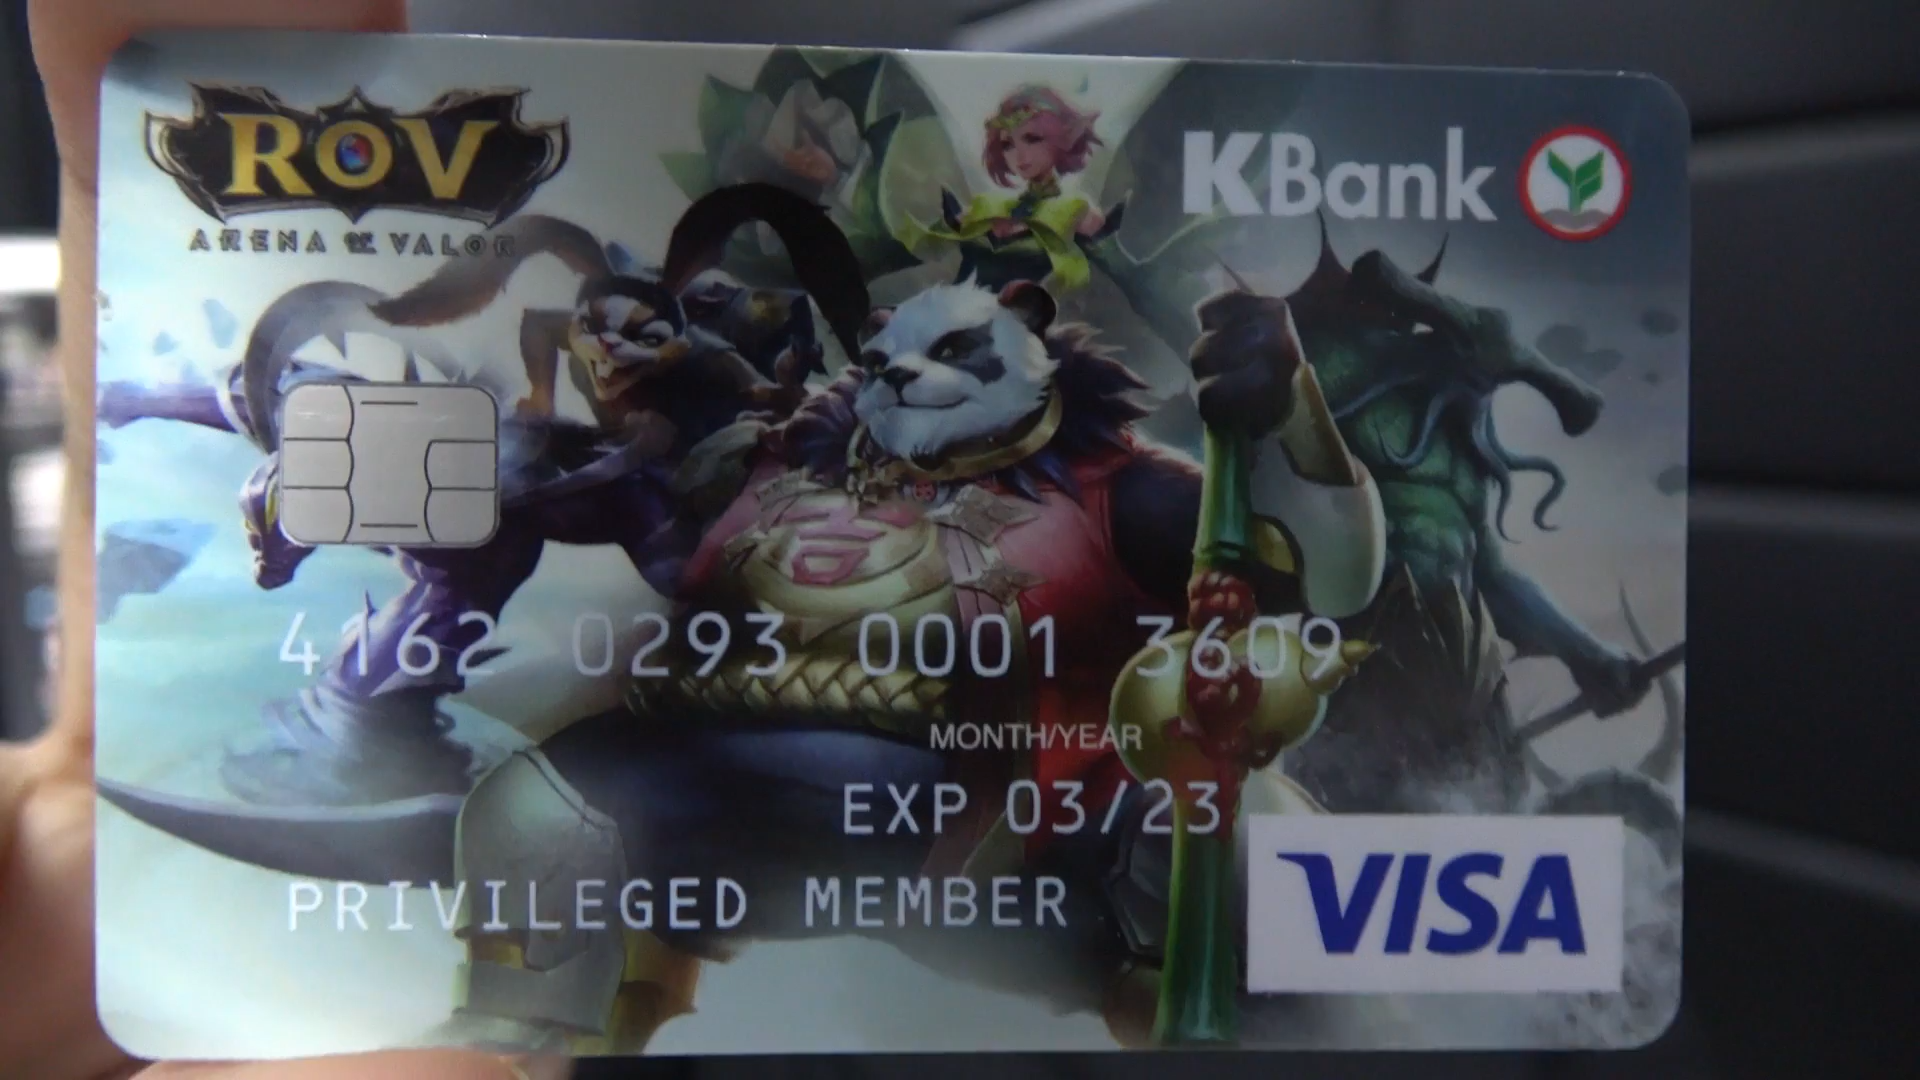 ROV
ARENA OF VALOR
KBank
4162 0293 0001 3609
MONTH/YEAR
EXP 03/23
PRIVILEGED MEMBER
VISA